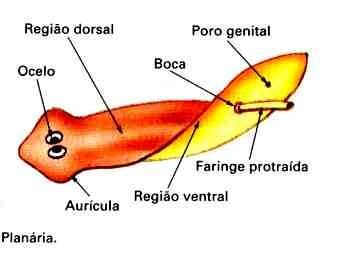 Região dorsal
Poro genital
Ocelo
Boca
Faringe protraída
Aurícula
Região ventral
Planária.